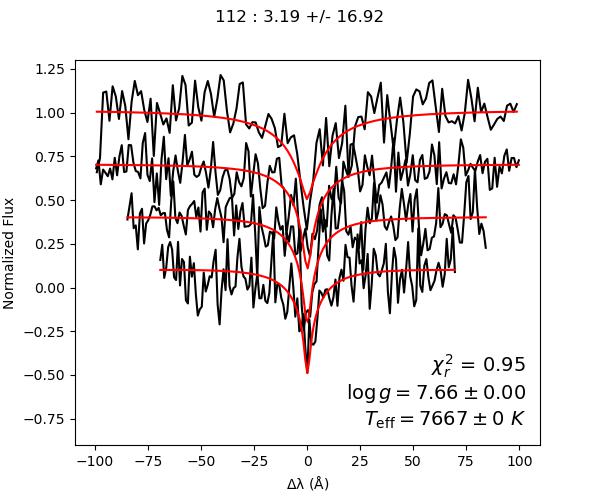 112 : 3.19 +/- 16.92
1.25
1.00
0.75
0.50
0.25
0.00
−0.25
−0.50
−0.75
Normalized Flux
χ²ᵣ = 0.95
log g = 7.66 ± 0.00
T_eff = 7667 ± 0 K
−100 −75 −50 −25 0 25 50 75 100
Δλ (Å)